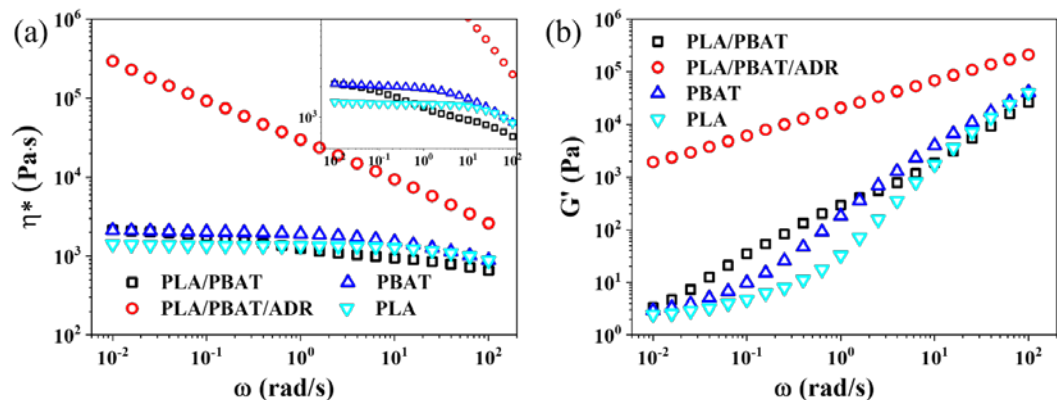 (a)
10^6
10^5
10^4
10^3
10^2
η* (Pa·s)
10^3
10^-2 10^-1 10^0 10^1 10^2
PLA/PBAT PBAT
PLA/PBAT/ADR PLA
10^-2 10^-1 10^0 10^1 10^2
ω (rad/s)
(b)
10^6
10^5
10^4
10^3
10^2
10^1
10^0
G' (Pa)
PLA/PBAT
PLA/PBAT/ADR
PBAT
PLA
10^-2 10^-1 10^0 10^1 10^2
ω (rad/s)